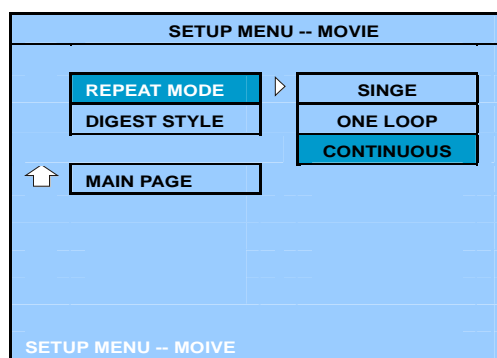 SETUP MENU -- MOVIE
REPEAT MODE
SINGE
DIGEST STYLE
ONE LOOP
CONTINUOUS
MAIN PAGE
SETUP MENU -- MOIVE